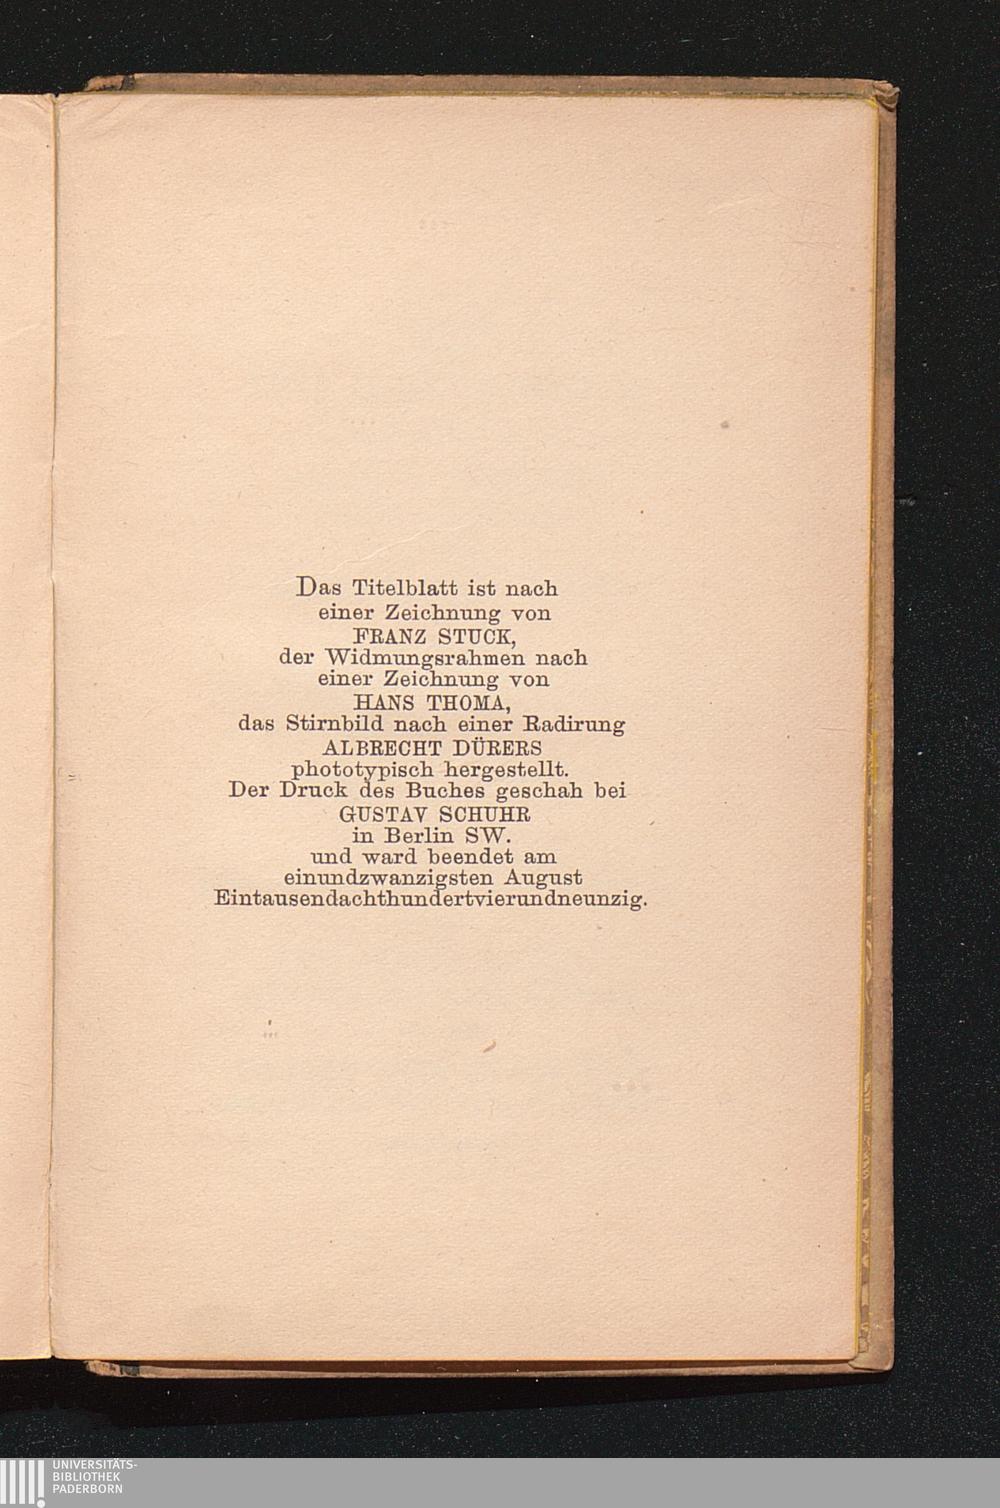 Das Titelblatt ist nach
einer Zeichnung von
FRANZ STUCK,
der Widmungsrahmen nach
einer Zeichnung von
HANS THOMA,
das Stirnbild nach einer Radirung
ALBRECHT DÜRERS
phototypisch hergestellt.
Der Druck des Buches geschah bei
GUSTAV SCHUHR
in Berlin SW.
und ward beendet am
einundzwanzigsten August
Eintausendachthundertvierundneunzig.
UNIVERSITÄTS-
BIBLIOTHEK
PADERBORN